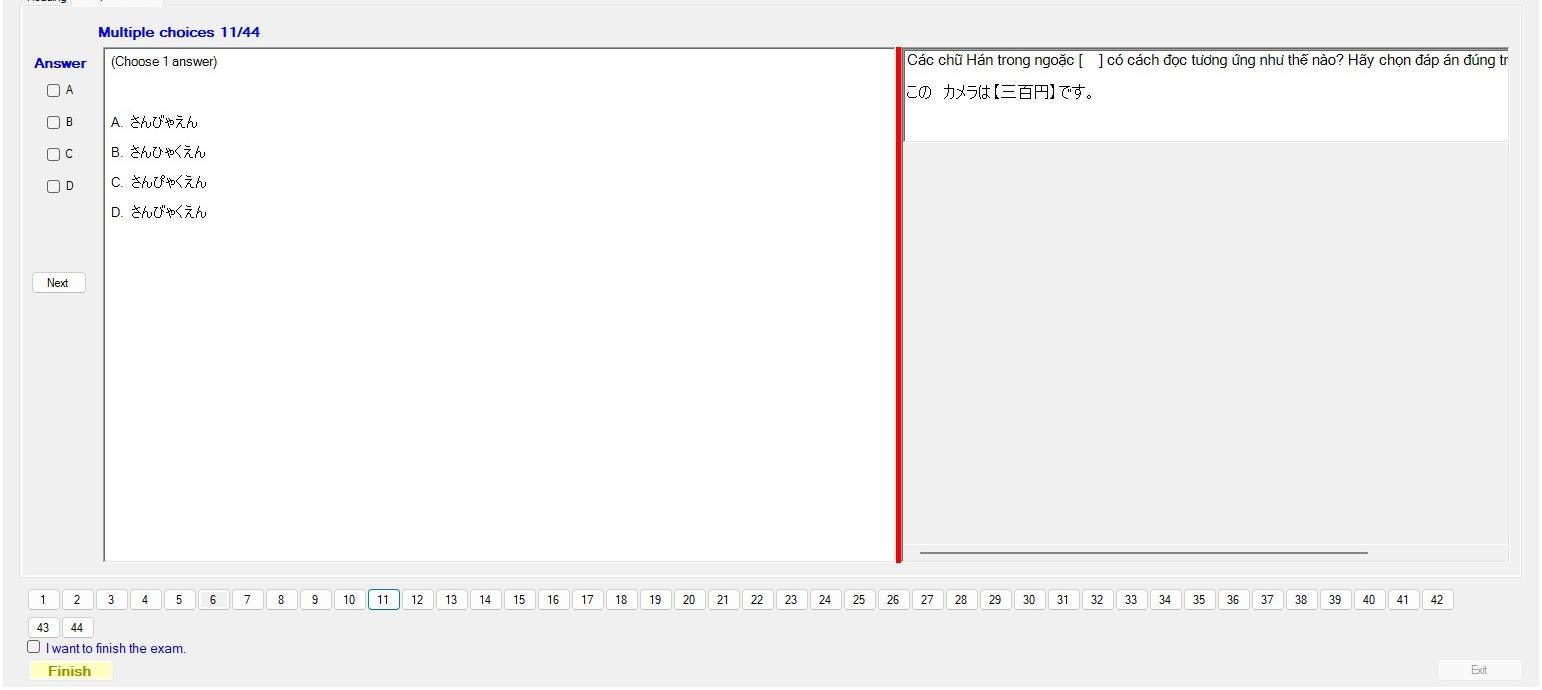 Multiple choices 11/44
Answer
A
B
C
D
Next
(Choose 1 answer)
A. さんびゃえん
B. さんひゃくえん
C. さんぴゃくえん
D. さんびゃくえん
Các chữ Hán trong ngoặc [ ] có cách đọc tương ứng như thế nào? Hãy chọn đáp án đúng tr
この カメラは【三百円】です。
1 2 3 4 5 6 7 8 9 10 11 12 13 14 15 16 17 18 19 20 21 22 23 24 25 26 27 28 29 30 31 32 33 34 35 36 37 38 39 40 41 42
43 44
I want to finish the exam.
Finish
Exit